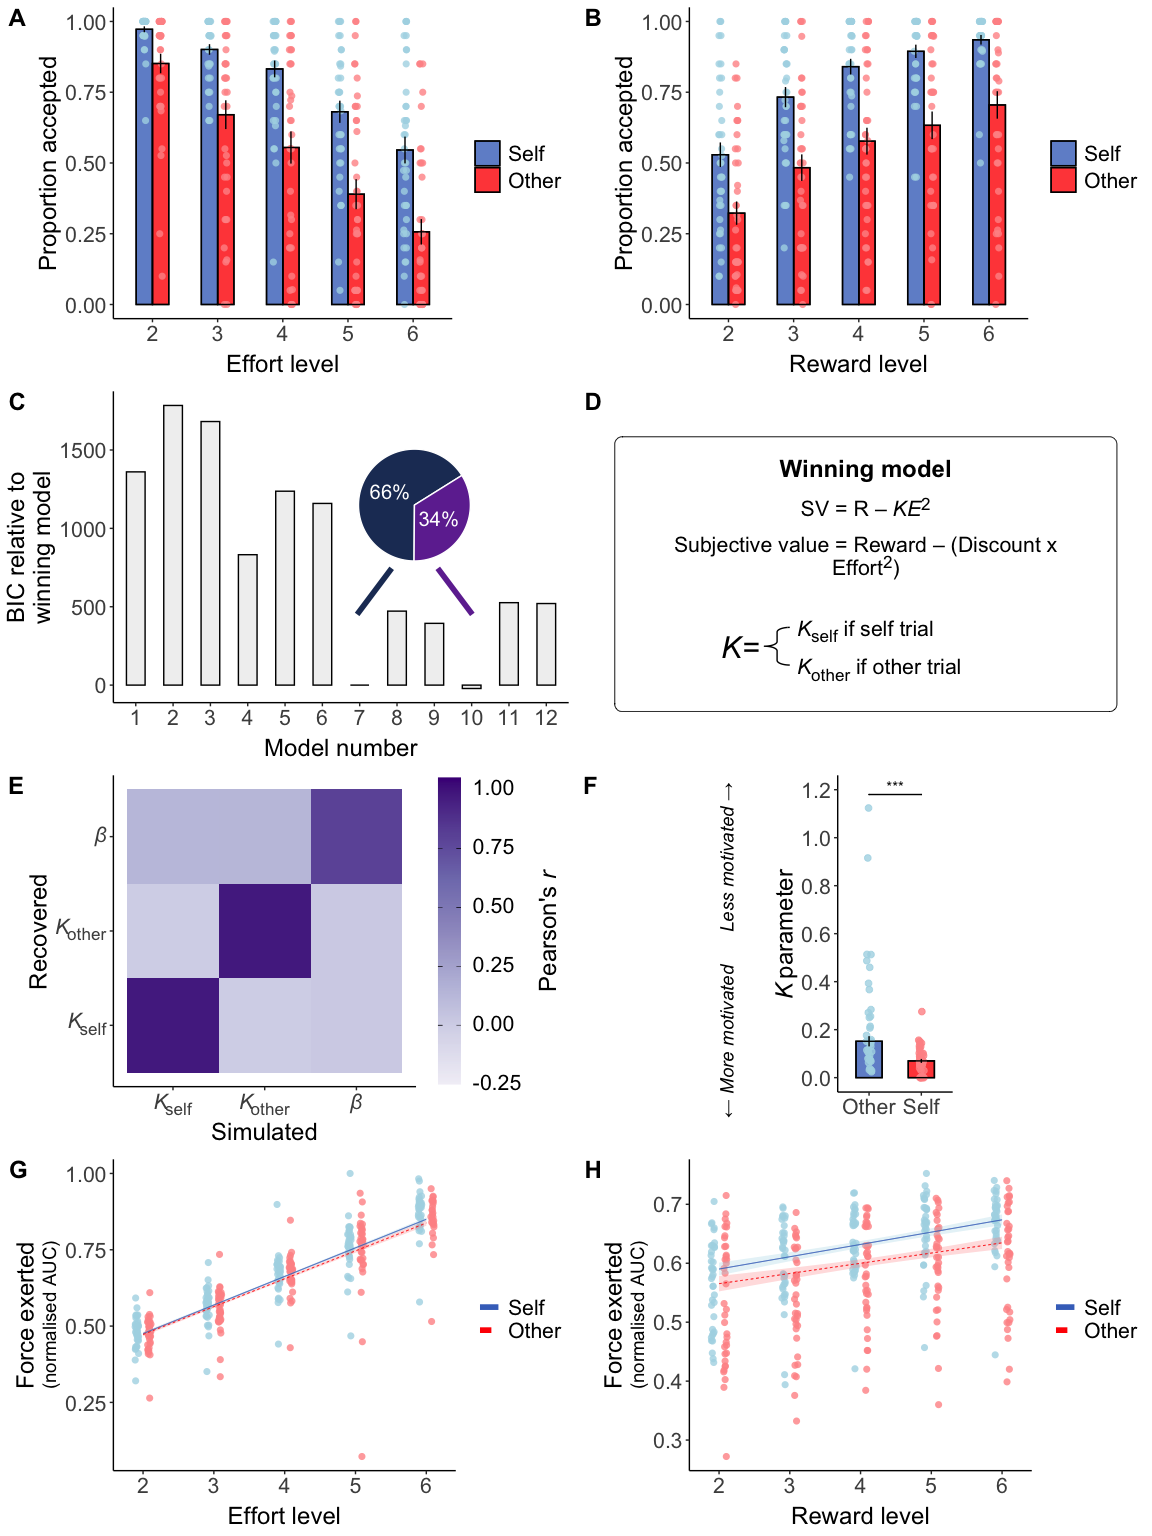 A
Proportion accepted
1.00
0.75
0.50
0.25
0.00
2 3 4 5 6
Effort level
Self
Other
B
Proportion accepted
1.00
0.75
0.50
0.25
0.00
2 3 4 5 6
Reward level
Self
Other
C
BIC relative to
winning model
1500
1000
500
0
66%
34%
1 2 3 4 5 6 7 8 9 10 11 12
Model number
D
Winning model
SV = R – KE²
Subjective value = Reward – (Discount x
Effort²)
K=
Kself if self trial
Kother if other trial
E
Recovered
β
Kother
Kself
Kself Kother β
Simulated
1.00
0.75
0.50
0.25
0.00
-0.25
Pearson's r
F
← More motivated Less motivated →
K parameter
1.2
1.0
0.8
0.6
0.4
0.2
0.0
***
Other Self
G
Force exerted
(normalised AUC)
1.00
0.75
0.50
0.25
2 3 4 5 6
Effort level
Self
Other
H
Force exerted
(normalised AUC)
0.7
0.6
0.5
0.4
0.3
2 3 4 5 6
Reward level
Self
Other